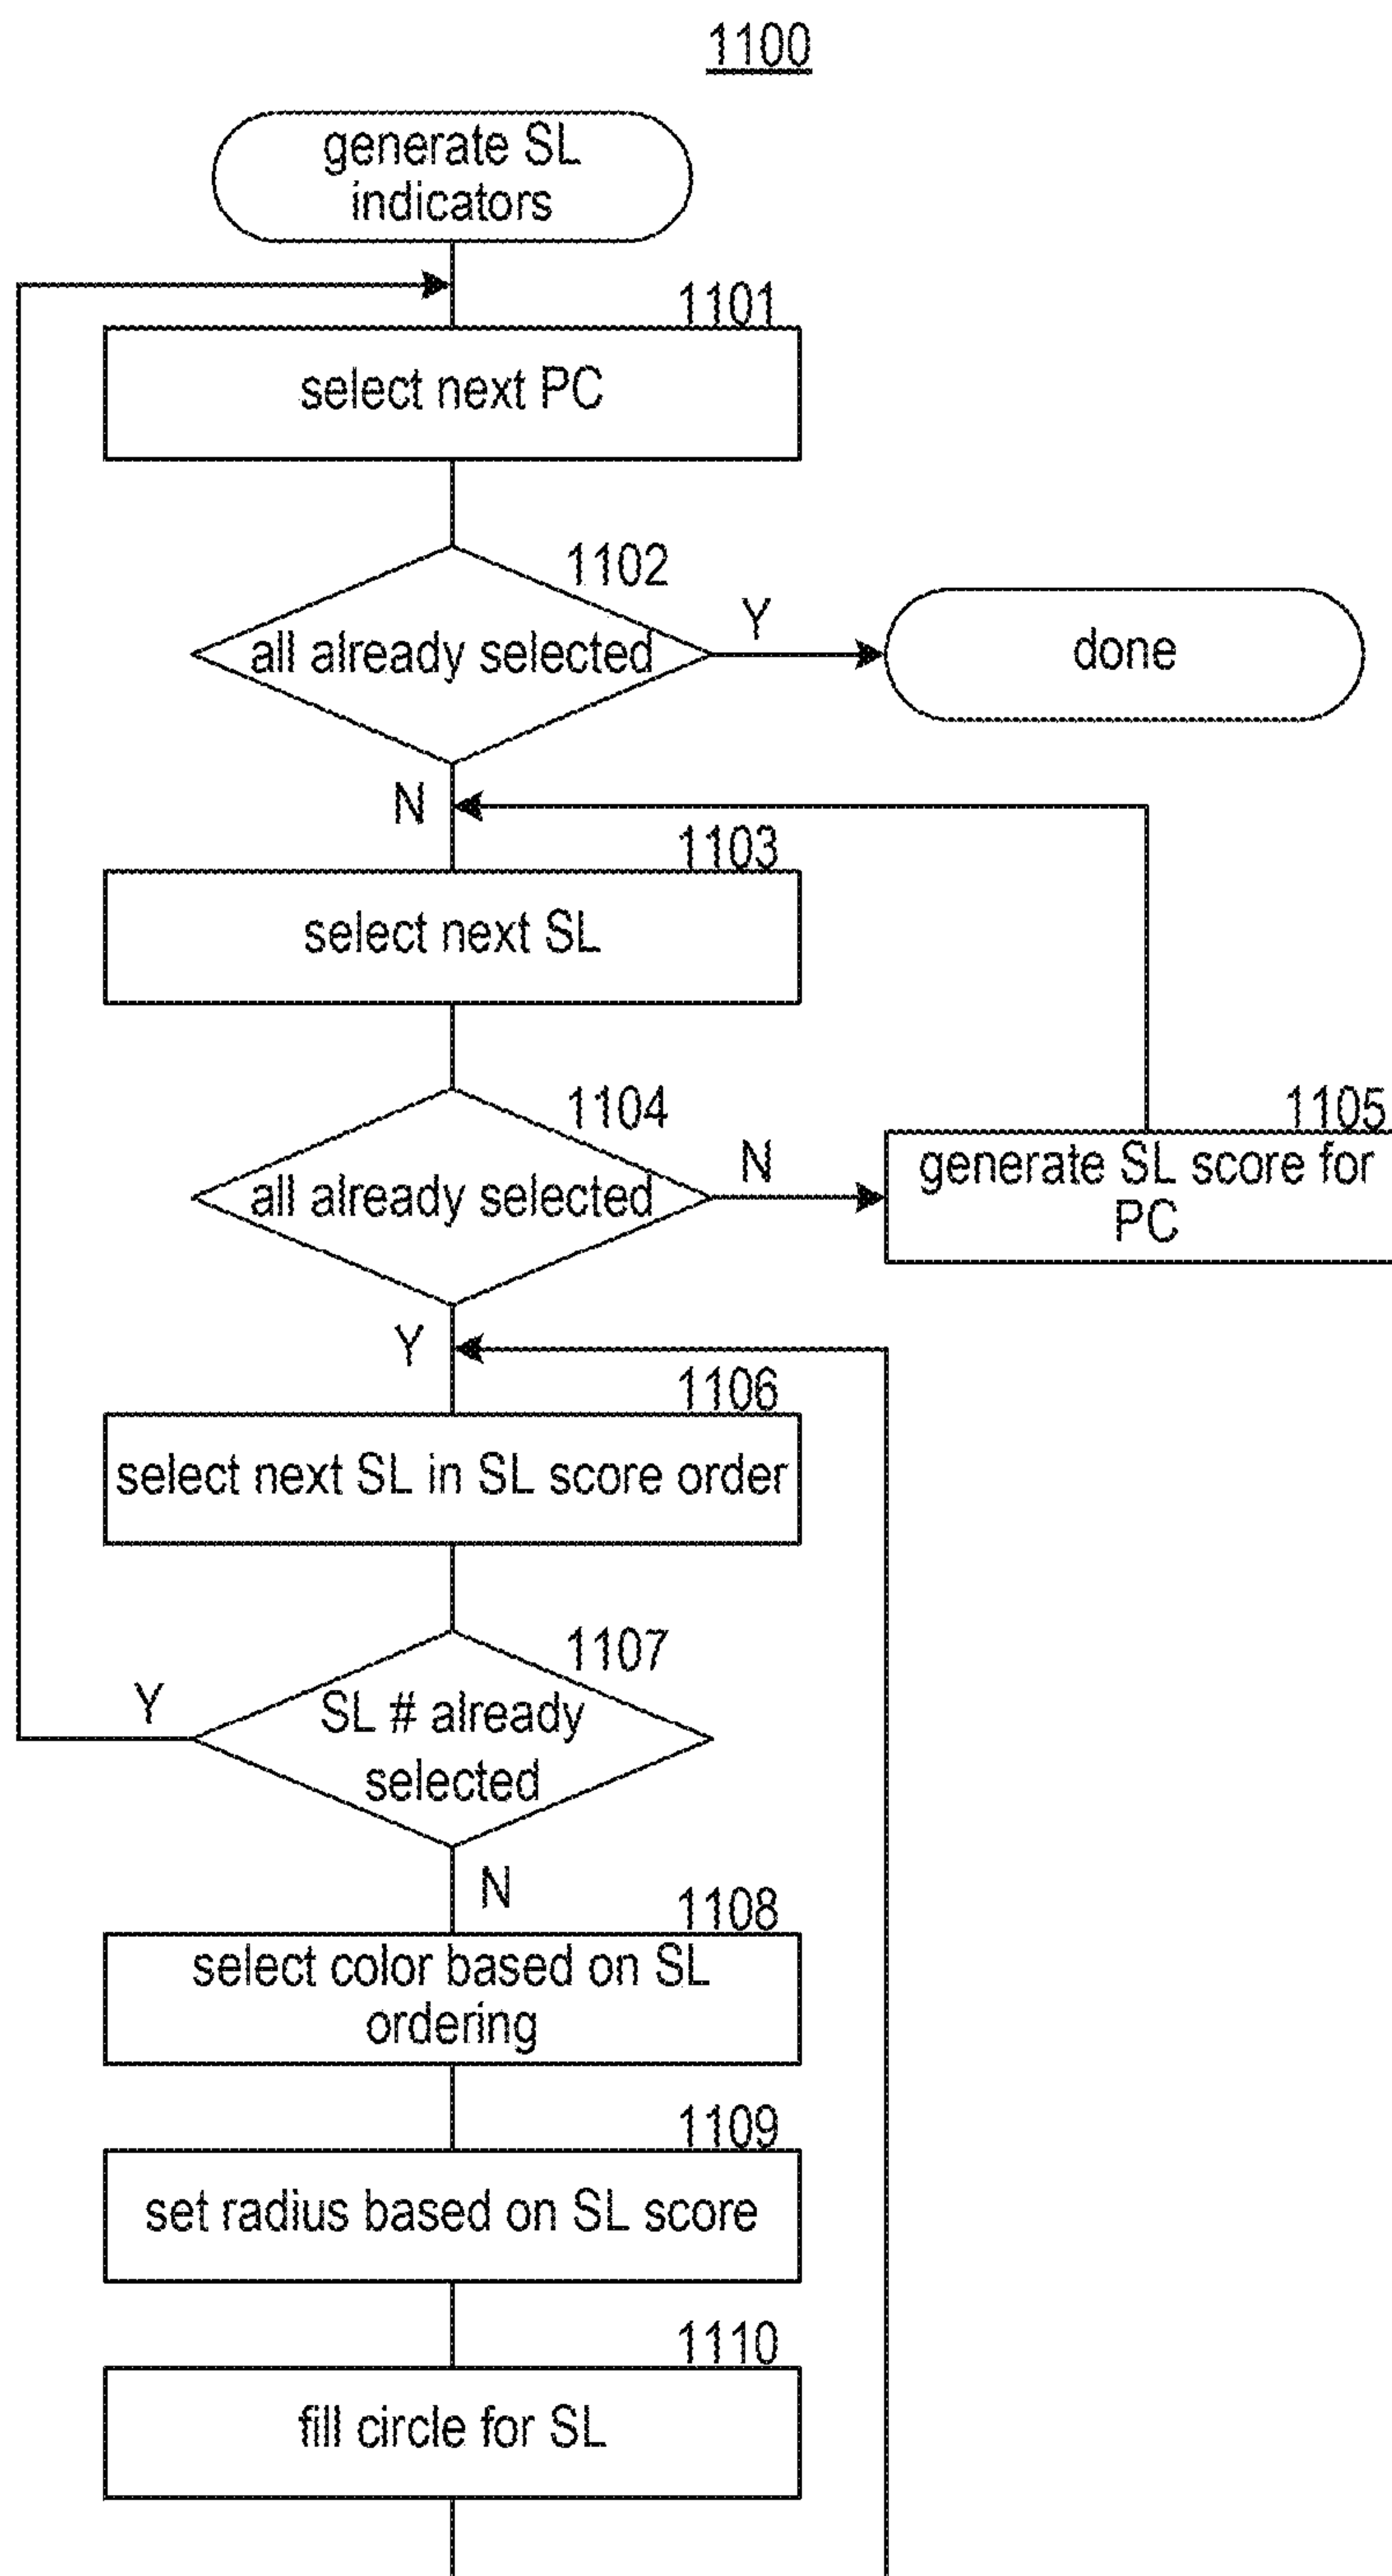 1100
generate SL
indicators
1101
select next PC
1102
all already selected
Y
done
N
1103
select next SL
1104
all already selected
N
1105
generate SL score for
PC
Y
1106
select next SL in SL score order
1107
Y
SL # already
selected
N
1108
select color based on SL
ordering
1109
set radius based on SL score
1110
fill circle for SL